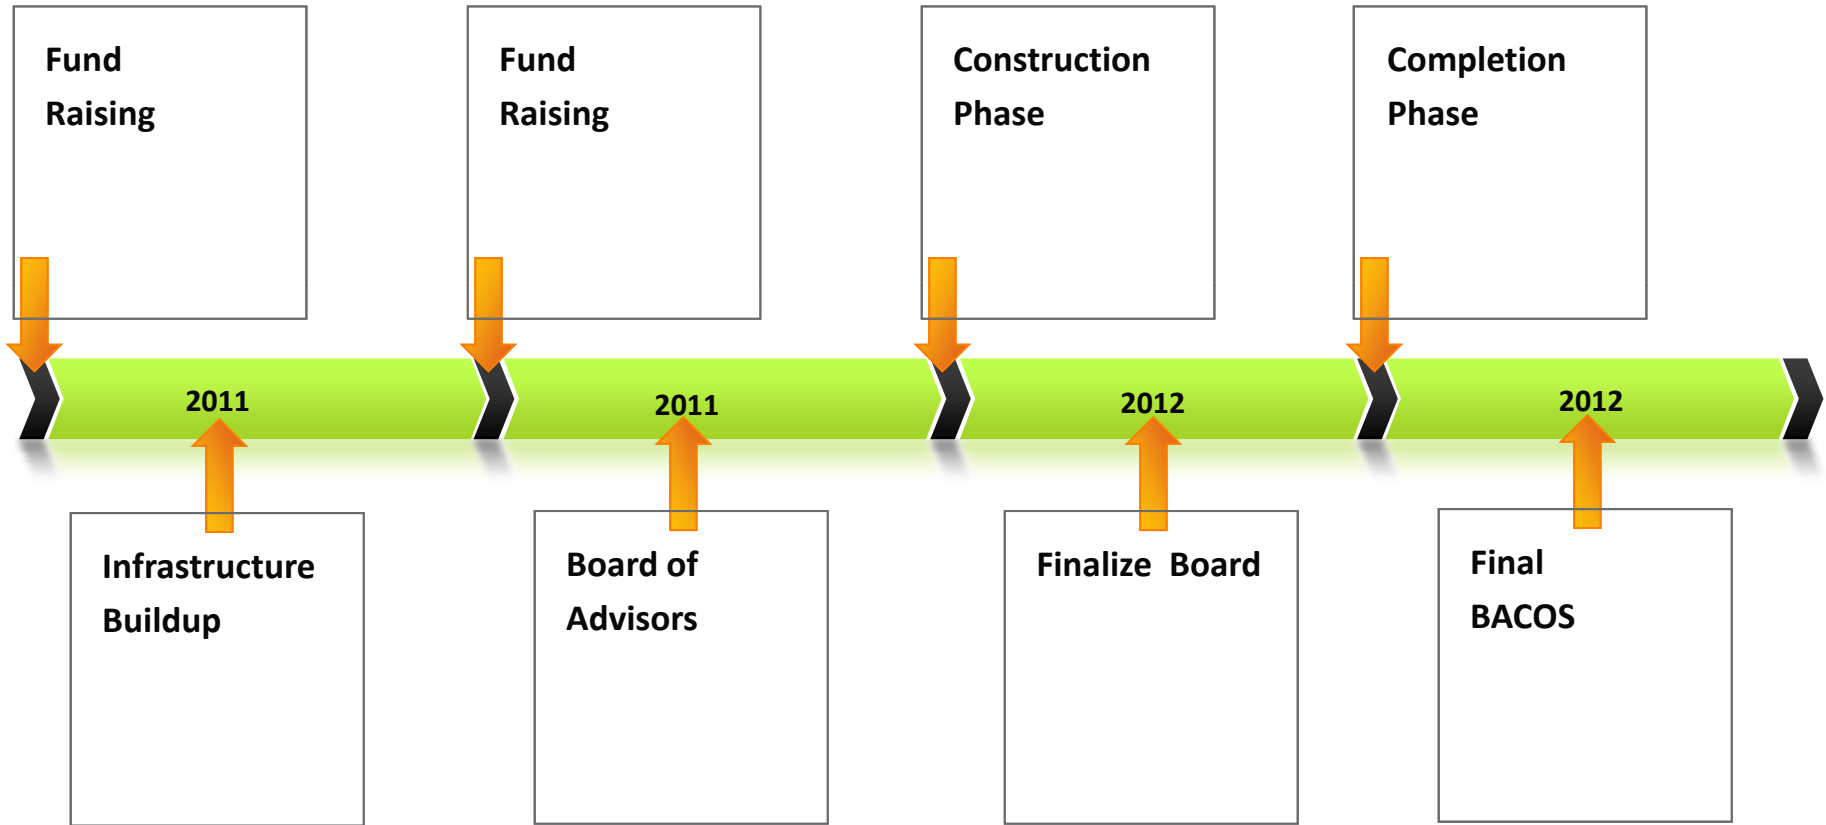 Fund
Raising
Fund
Raising
Construction
Phase
Completion
Phase
2011
2011
2012
2012
Infrastructure
Buildup
Board of
Advisors
Finalize  Board
Final
BACOS